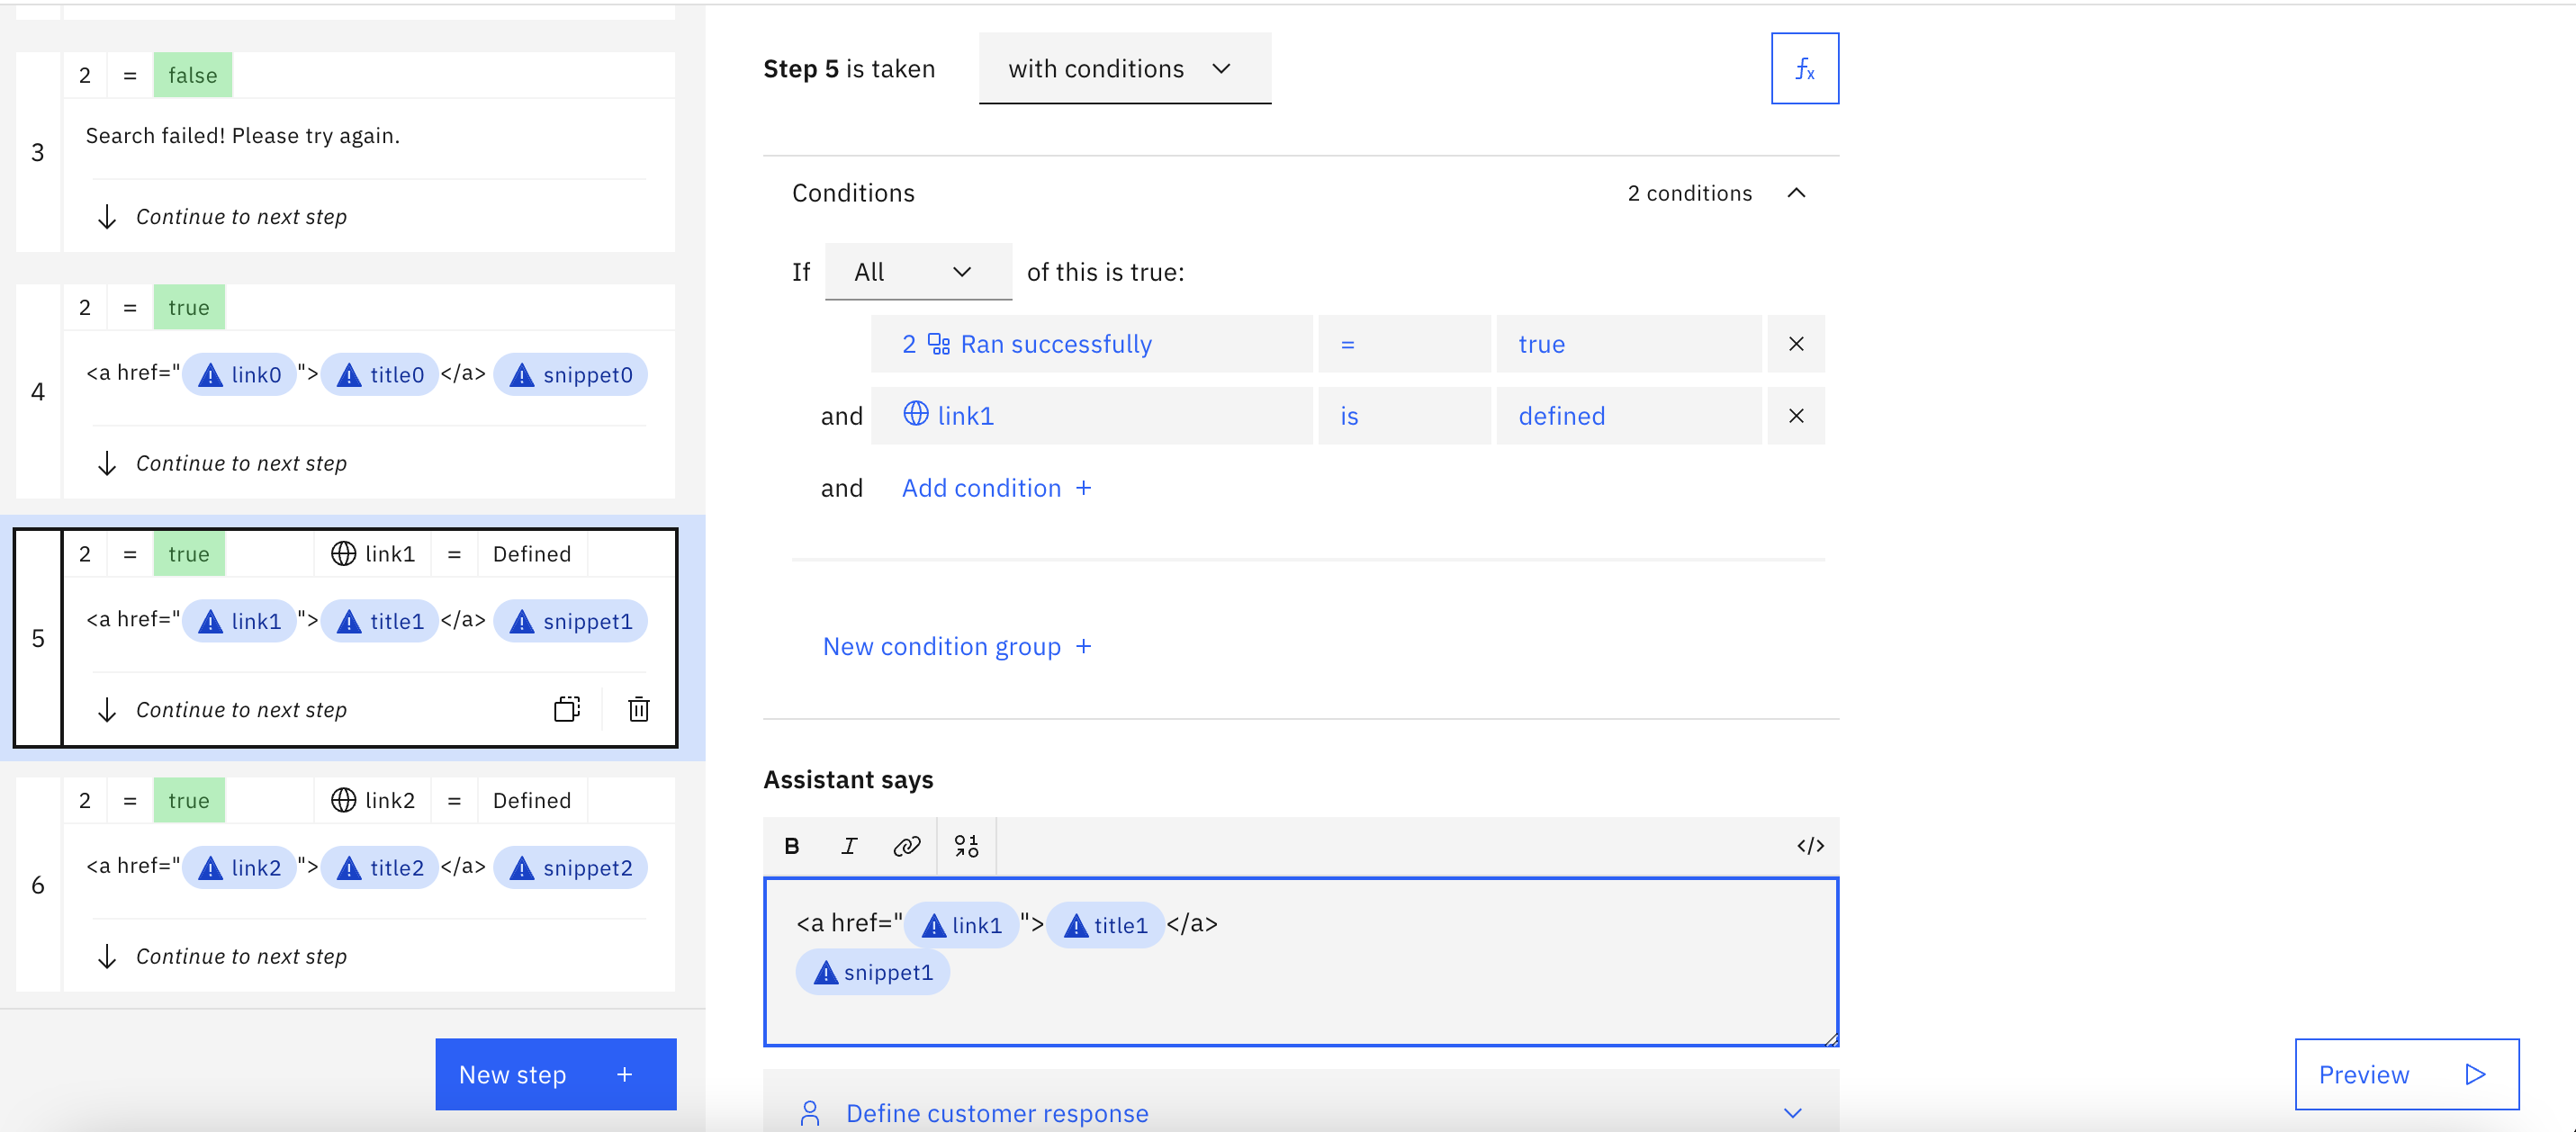 2 = false
3
Search failed! Please try again.
Continue to next step
2 = true
4
<a href="link0">title0</a> snippet0
Continue to next step
2 = true link1 = Defined
5
<a href="link1">title1</a> snippet1
Continue to next step
2 = true link2 = Defined
6
<a href="link2">title2</a> snippet2
Continue to next step
New step +
Step 5 is taken with conditions
fx
Conditions 2 conditions
If All of this is true:
2 Ran successfully = true
and link1 is defined
and Add condition +
New condition group +
Assistant says
B I </>
<a href="link1">title1</a>
snippet1
Define customer response
Preview